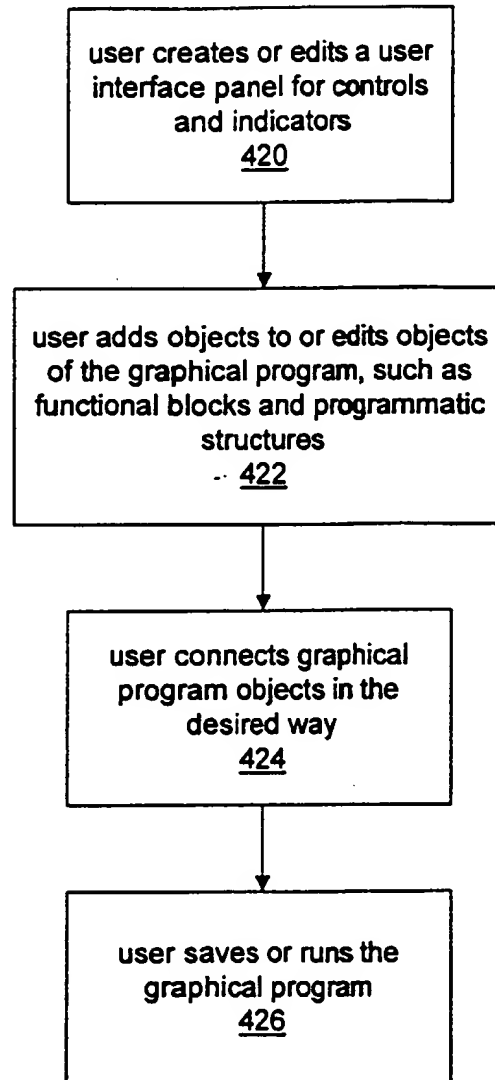 user creates or edits a user
interface panel for controls
and indicators
420
user adds objects to or edits objects
of the graphical program, such as
functional blocks and programmatic
structures
422
user connects graphical
program objects in the
desired way
424
user saves or runs the
graphical program
426